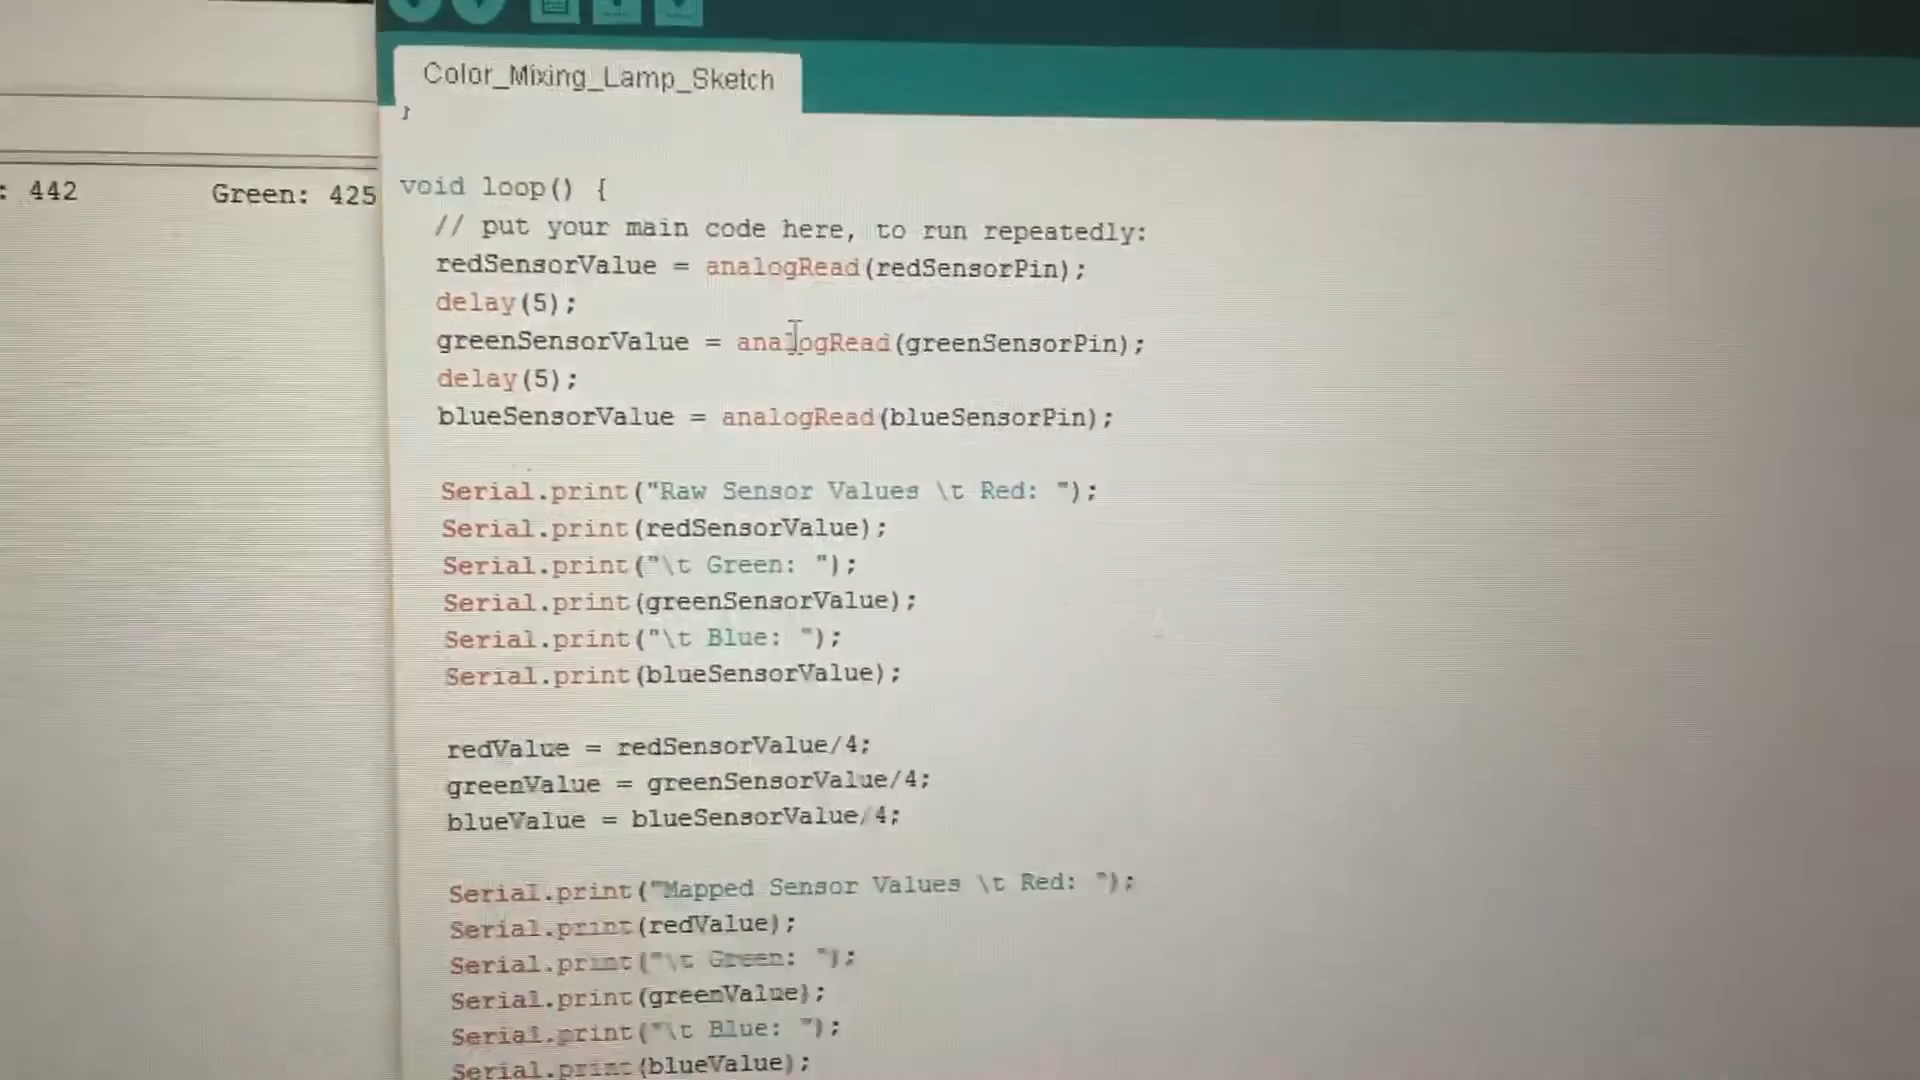 Color_Mixing_Lamp_Sketch
}
: 442 Green: 425
void loop() {
// put your main code here, to run repeatedly:
redSensorValue = analogRead(redSensorPin);
delay(5);
greenSensorValue = analogRead(greenSensorPin);
delay(5);
blueSensorValue = analogRead(blueSensorPin);
Serial.print("Raw Sensor Values \t Red: ");
Serial.print(redSensorValue);
Serial.print("\t Green: ");
Serial.print(greenSensorValue);
Serial.print("\t Blue: ");
Serial.print(blueSensorValue);
redValue = redSensorValue/4;
greenValue = greenSensorValue/4;
blueValue = blueSensorValue/4;
Serial.print("Mapped Sensor Values \t Red: ");
Serial.print(redValue);
Serial.print("\t Green: ");
Serial.print(greenValue);
Serial.print("\t Blue: ");
Serial.print(blueValue);